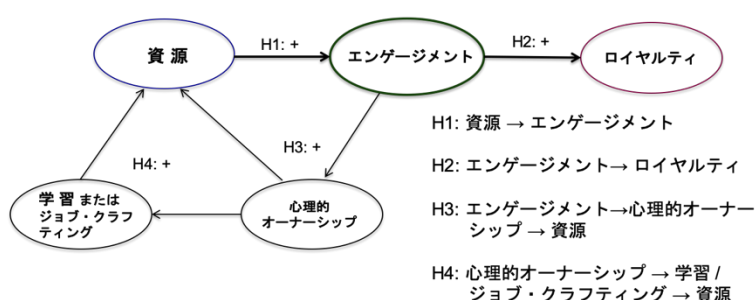 資 源
H1: +
エンゲージメント
H2: +
ロイヤルティ
H3: +
H4: +
学 習 または
ジョブ・クラフ
ティング
心理的
オーナーシップ
H1: 資源 → エンゲージメント
H2: エンゲージメント→ ロイヤルティ
H3: エンゲージメント→心理的オーナー
シップ → 資源
H4: 心理的オーナーシップ → 学習 /
ジョブ・クラフティング → 資源